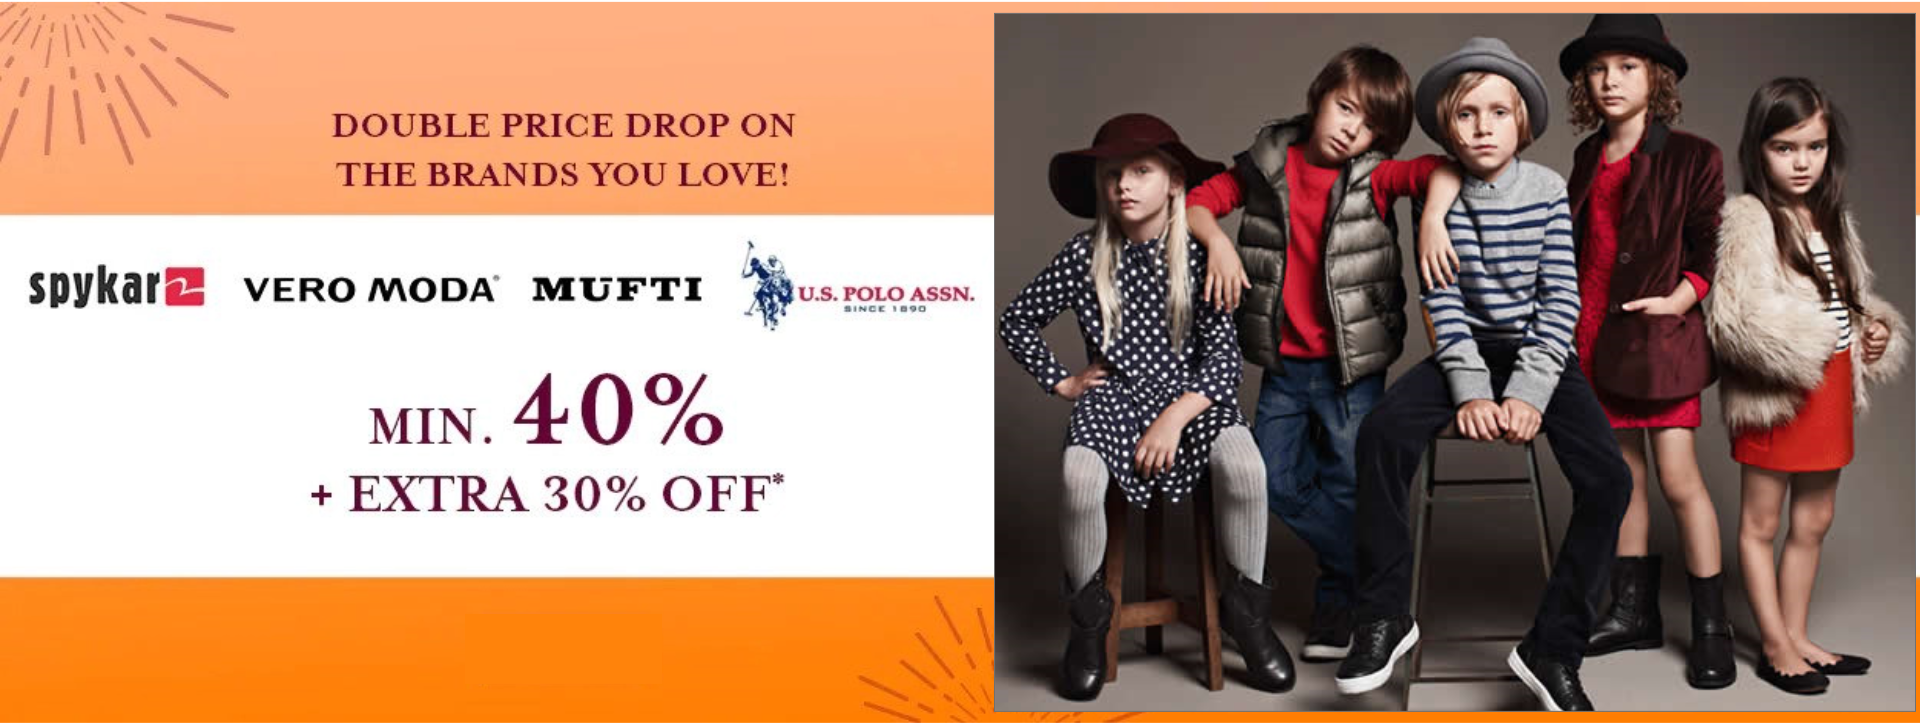 DOUBLE PRICE DROP ON
THE BRANDS YOU LOVE!
spykar
VERO MODA®
MUFTI
U.S. POLO ASSN.
SINCE 1890
MIN. 40%
+ EXTRA 30% OFF*